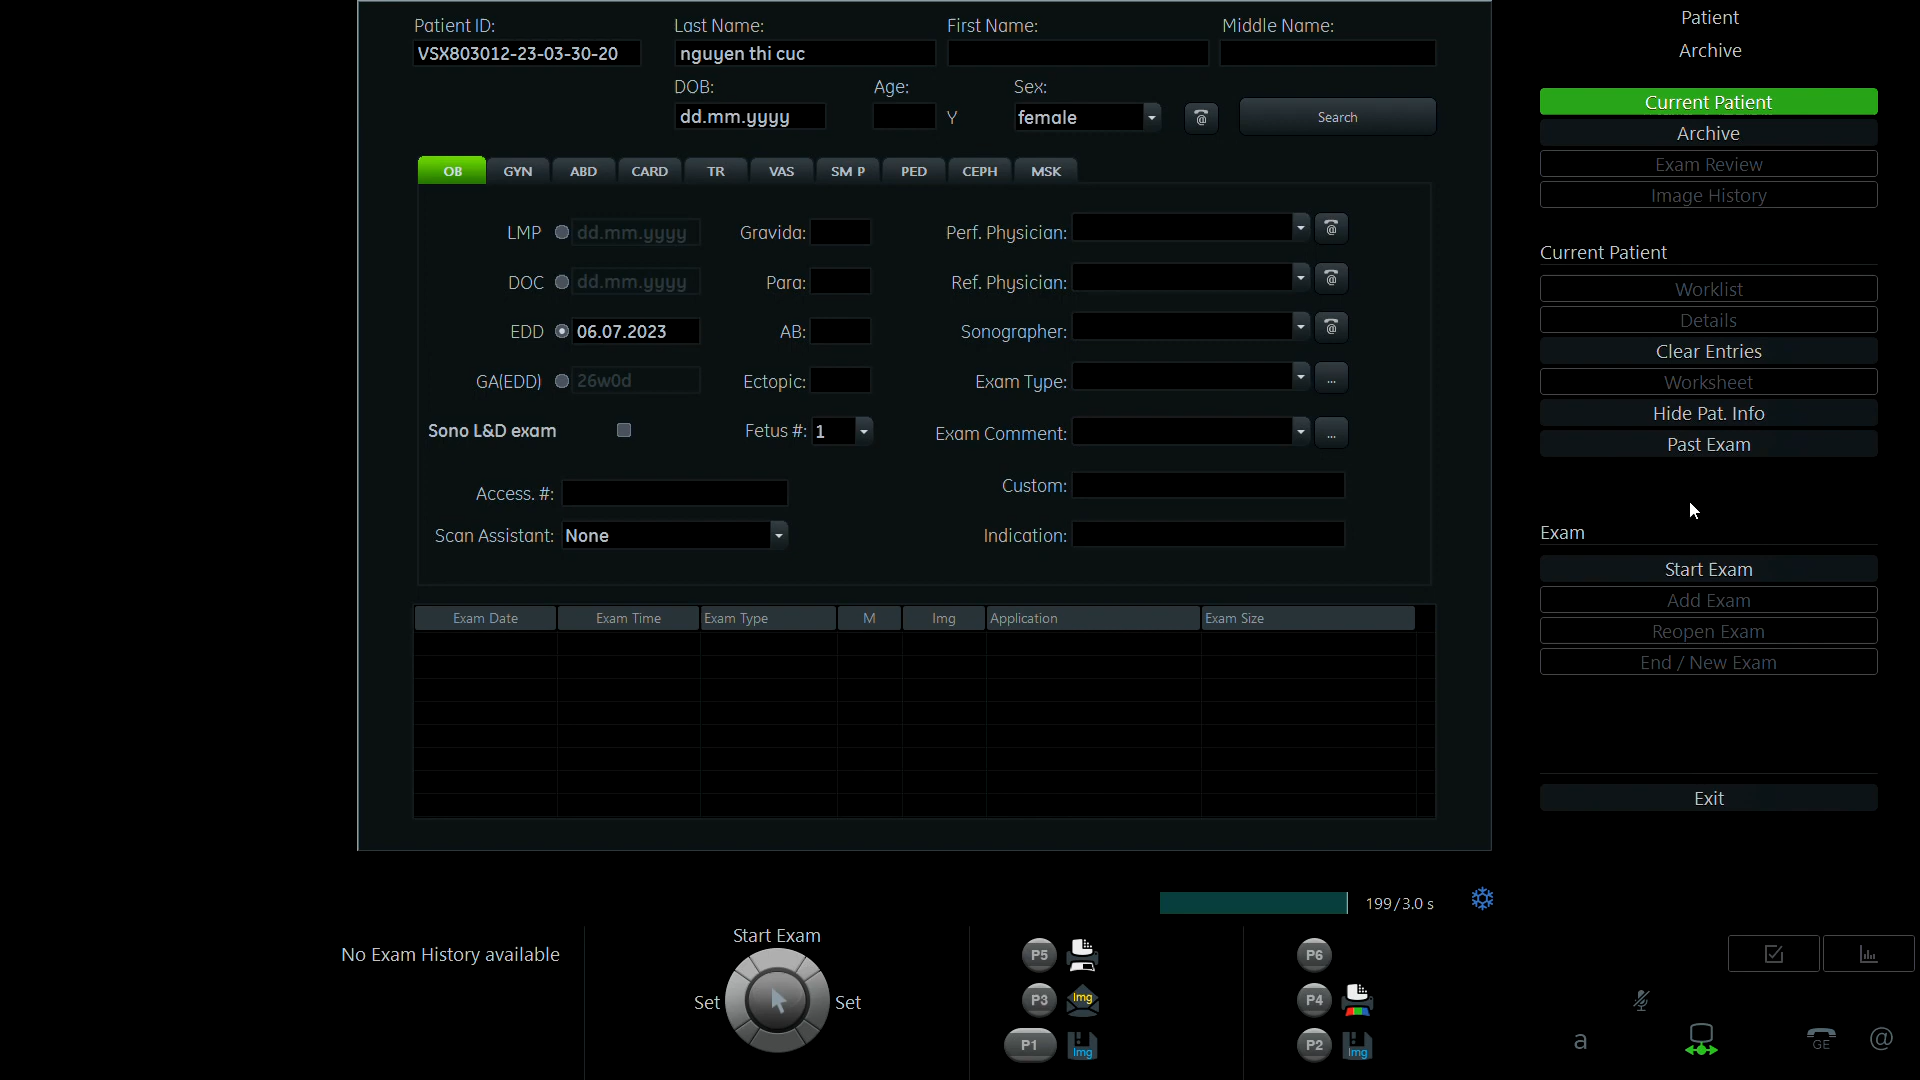 Patient ID: Last Name: First Name: Middle Name:
VSX803012-23-03-30-20 nguyen thi cuc
DOB: Age: Sex:
dd.mm.yyyy Y female @ Search
OB GYN ABD CARD TR VAS SM P PED CEPH MSK
LMP dd.mm.yyyy Gravida: Perf. Physician: @
DOC dd.mm.yyyy Para: Ref. Physician: @
EDD 06.07.2023 AB: Sonographer: @
GA(EDD) 26w0d Ectopic: Exam Type: ...
Sono L&D exam Fetus #: 1 Exam Comment: ...
Access. #: Custom:
Scan Assistant: None Indication:
Exam Date Exam Time Exam Type M Img Application Exam Size
Patient
Archive
Current Patient
Archive
Exam Review
Image History
Current Patient
Worklist
Details
Clear Entries
Worksheet
Hide Pat. Info
Past Exam
Exam
Start Exam
Add Exam
Reopen Exam
End / New Exam
Exit
199/3.0 s
No Exam History available
Start Exam
Set Set
P5
P3 Img
P1 Img
P6
P4
P2 Img
a GE @